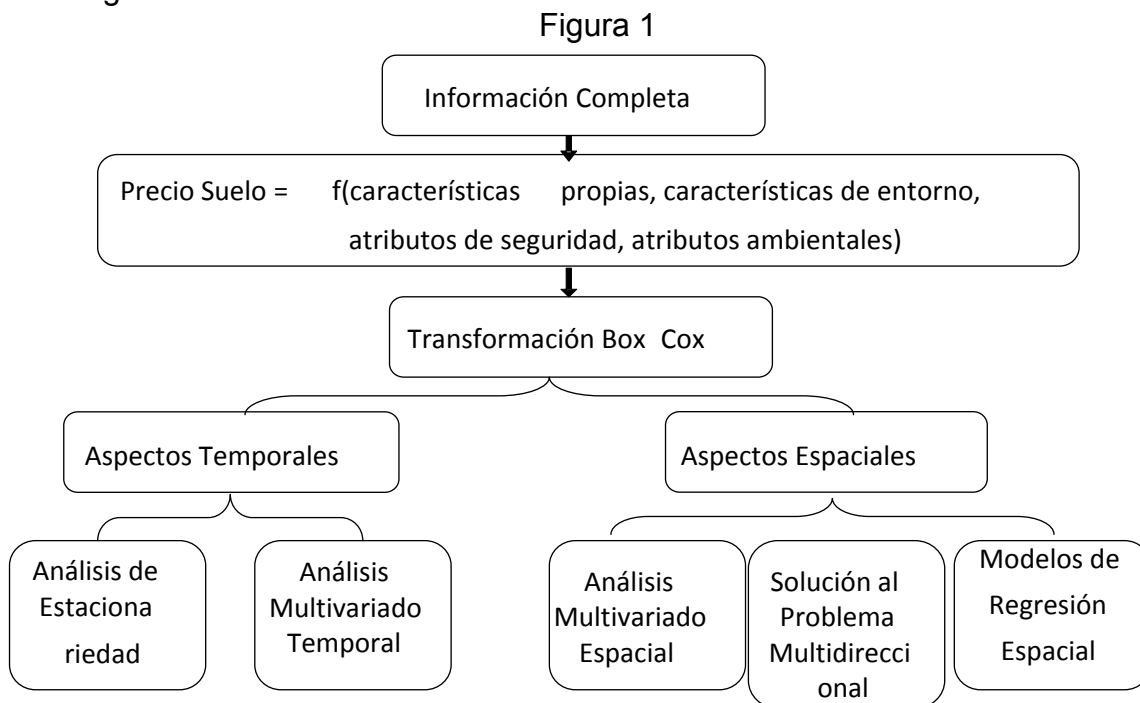 Figura 1
Información Completa
Precio Suelo = f(características propias, características de entorno,
atributos de seguridad, atributos ambientales)
Transformación Box Cox
Aspectos Temporales
Aspectos Espaciales
Análisis de
Estaciona
riedad
Análisis
Multivariado
Temporal
Análisis
Multivariado
Espacial
Solución al
Problema
Multidirecci
onal
Modelos de
Regresión
Espacial